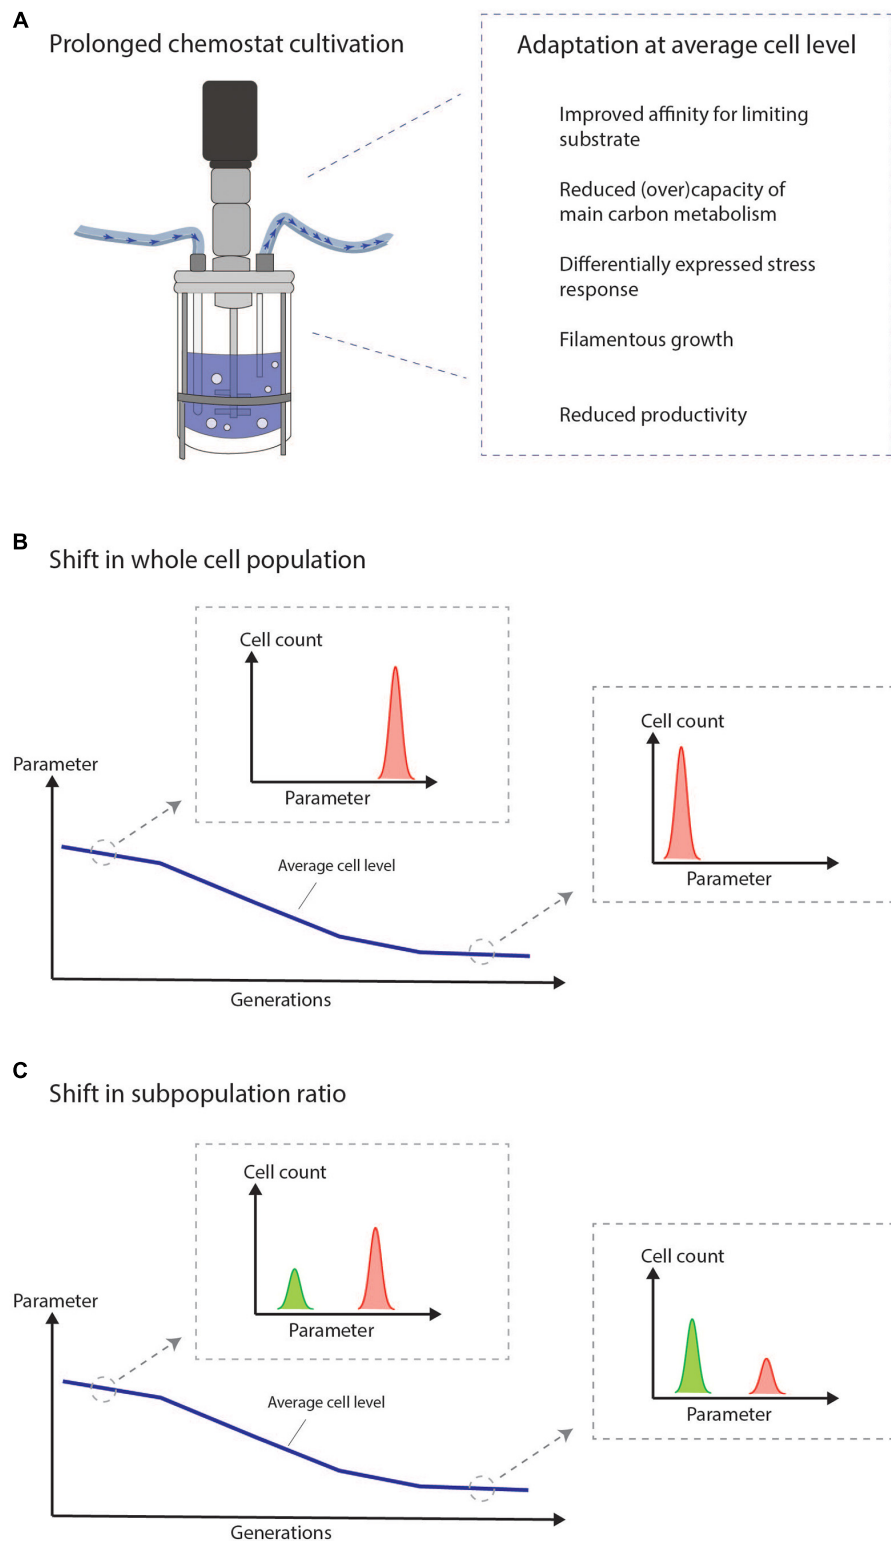 A
Prolonged chemostat cultivation
Adaptation at average cell level
Improved affinity for limiting
substrate
Reduced (over)capacity of
main carbon metabolism
Differentially expressed stress
response
Filamentous growth
Reduced productivity
B
Shift in whole cell population
Cell count
Parameter
Cell count
Parameter
Parameter
Average cell level
Generations
C
Shift in subpopulation ratio
Cell count
Parameter
Cell count
Parameter
Parameter
Average cell level
Generations